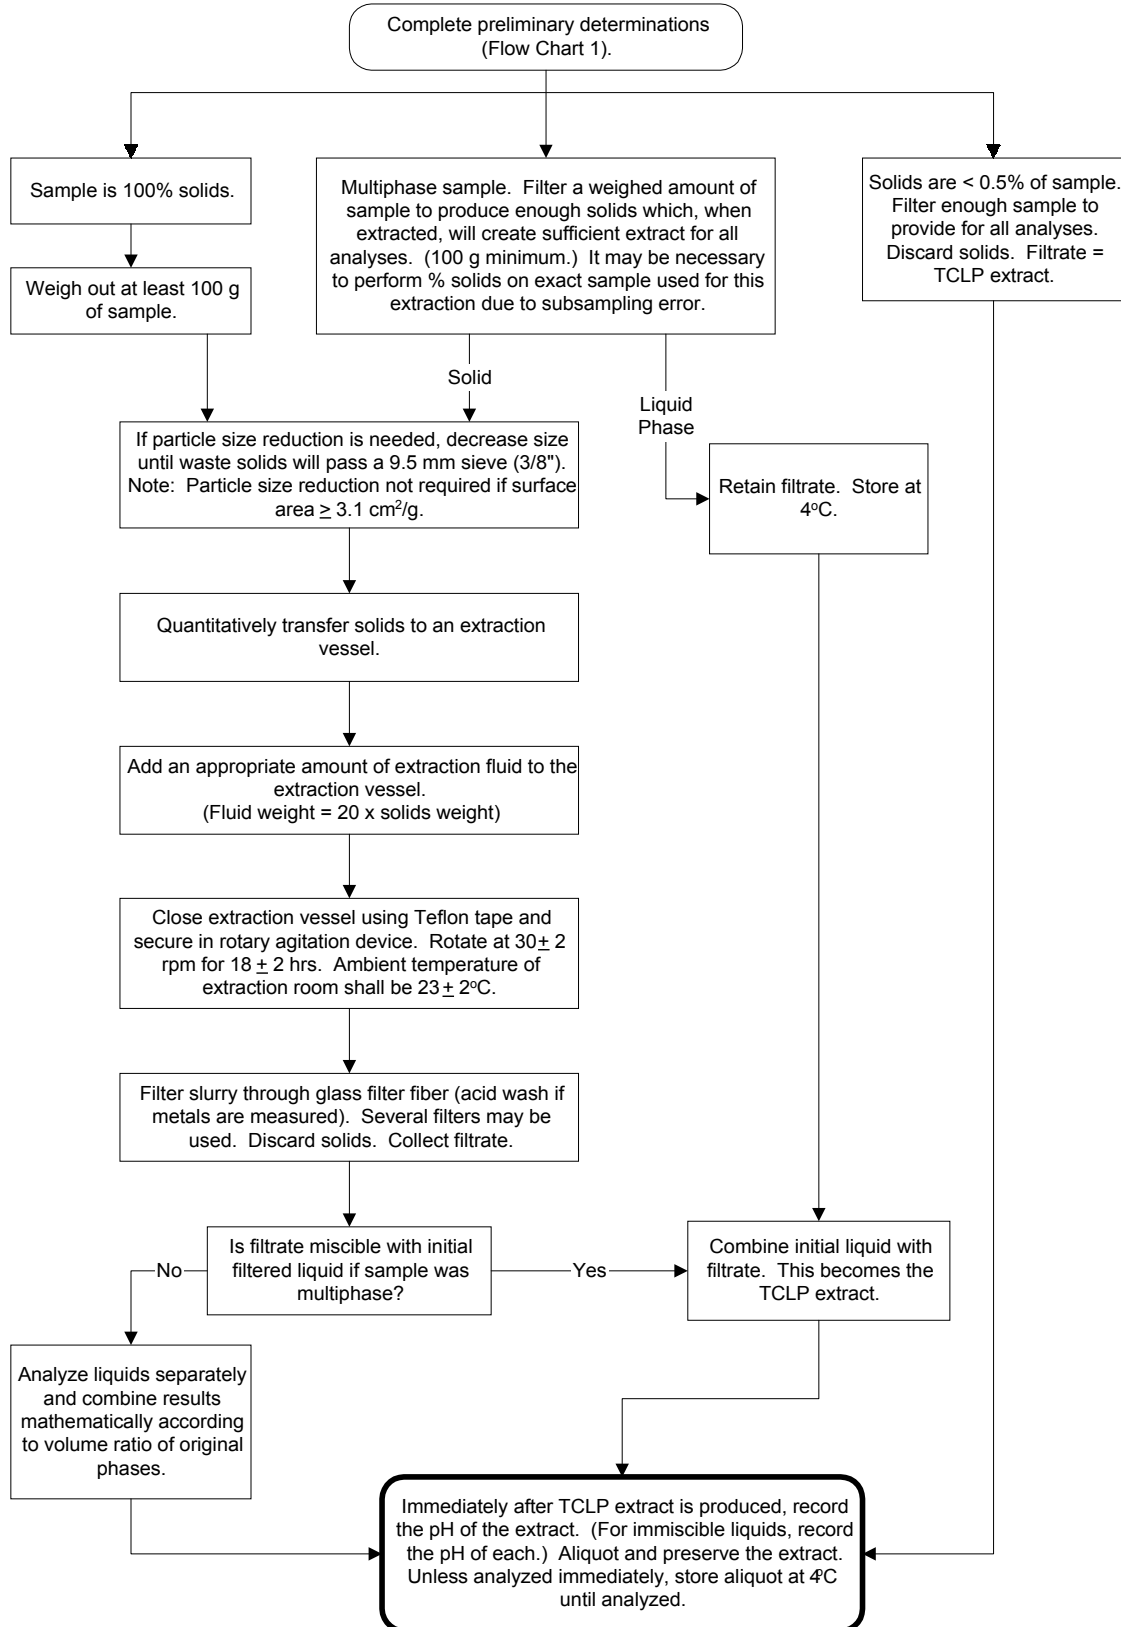 Complete preliminary determinations
(Flow Chart 1).
Sample is 100% solids.
Multiphase sample.  Filter a weighed amount of
sample to produce enough solids which, when
extracted, will create sufficient extract for all
analyses.  (100 g minimum.)  It may be necessary
to perform % solids on exact sample used for this
extraction due to subsampling error.
Solids are < 0.5% of sample.
Filter enough sample to
provide for all analyses.
Discard solids.  Filtrate =
TCLP extract.
Weigh out at least 100 g
of sample.
Solid
Liquid
Phase
If particle size reduction is needed, decrease size
until waste solids will pass a 9.5 mm sieve (3/8").
Note:  Particle size reduction not required if surface
area ≥ 3.1 cm²/g.
Retain filtrate.  Store at
4ºC.
Quantitatively transfer solids to an extraction
vessel.
Add an appropriate amount of extraction fluid to the
extraction vessel.
(Fluid weight = 20 x solids weight)
Close extraction vessel using Teflon tape and
secure in rotary agitation device.  Rotate at 30 ± 2
rpm for 18 ± 2 hrs.  Ambient temperature of
extraction room shall be 23 ± 2ºC.
Filter slurry through glass filter fiber (acid wash if
metals are measured).  Several filters may be
used.  Discard solids.  Collect filtrate.
Is filtrate miscible with initial
filtered liquid if sample was
multiphase?
No
Yes
Combine initial liquid with
filtrate.  This becomes the
TCLP extract.
Analyze liquids separately
and combine results
mathematically according
to volume ratio of original
phases.
Immediately after TCLP extract is produced, record
the pH of the extract.  (For immiscible liquids, record
the pH of each.)  Aliquot and preserve the extract.
Unless analyzed immediately, store aliquot at 4ºC
until analyzed.